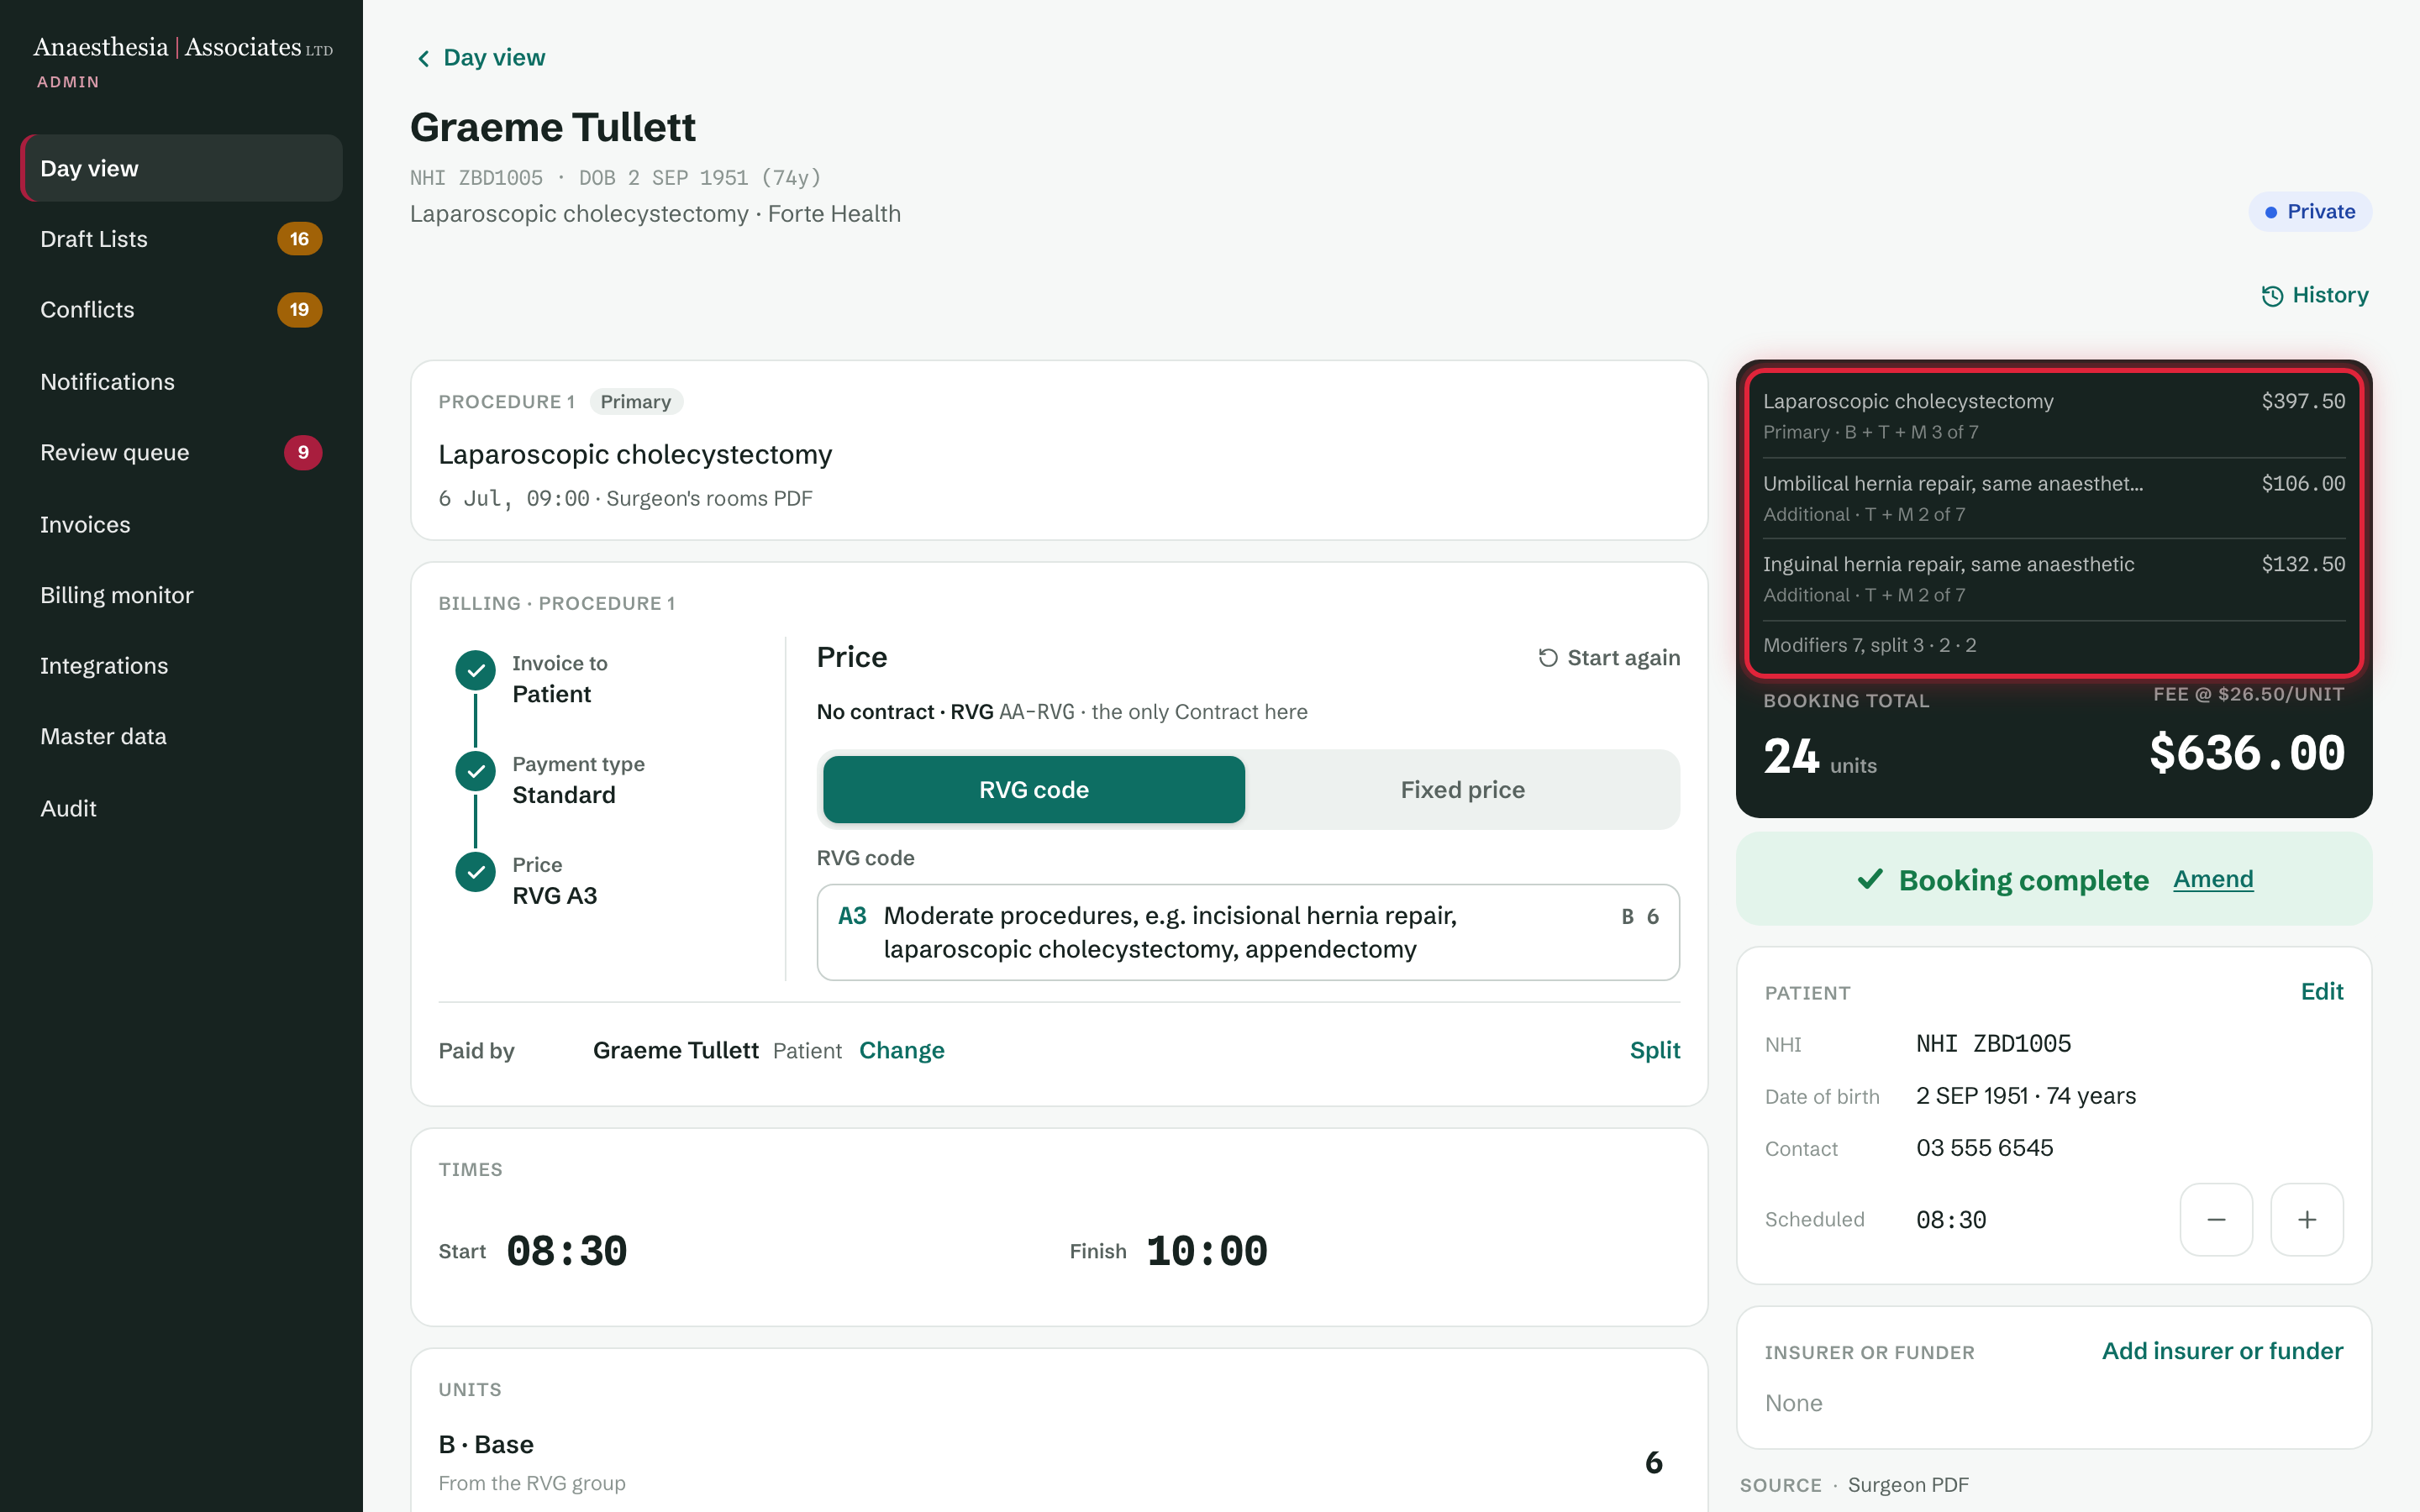 Anaesthesia | Associates LTD
ADMIN
Day view
Draft Lists 16
Conflicts 19
Notifications
Review queue 9
Invoices
Billing monitor
Integrations
Master data
Audit
Day view
Graeme Tullett
NHI ZBD1005 · DOB 2 SEP 1951 (74y)
Laparoscopic cholecystectomy · Forte Health
Private
History
PROCEDURE 1 Primary
Laparoscopic cholecystectomy
6 Jul, 09:00 · Surgeon's rooms PDF
BILLING · PROCEDURE 1
Invoice to
Patient
Payment type
Standard
Price
RVG A3
Price
Start again
No contract · RVG AA-RVG · the only Contract here
RVG code
Fixed price
RVG code
A3 Moderate procedures, e.g. incisional hernia repair, B 6
laparoscopic cholecystectomy, appendectomy
Paid by Graeme Tullett Patient Change Split
TIMES
Start 08:30 Finish 10:00
UNITS
B · Base
From the RVG group
6
Laparoscopic cholecystectomy $397.50
Primary · B + T + M 3 of 7
Umbilical hernia repair, same anaesthet... $106.00
Additional · T + M 2 of 7
Inguinal hernia repair, same anaesthetic $132.50
Additional · T + M 2 of 7
Modifiers 7, split 3 · 2 · 2
BOOKING TOTAL FEE @ $26.50/UNIT
24 units $636.00
Booking complete Amend
PATIENT Edit
NHI NHI ZBD1005
Date of birth 2 SEP 1951 · 74 years
Contact 03 555 6545
Scheduled 08:30 − +
INSURER OR FUNDER Add insurer or funder
None
SOURCE · Surgeon PDF